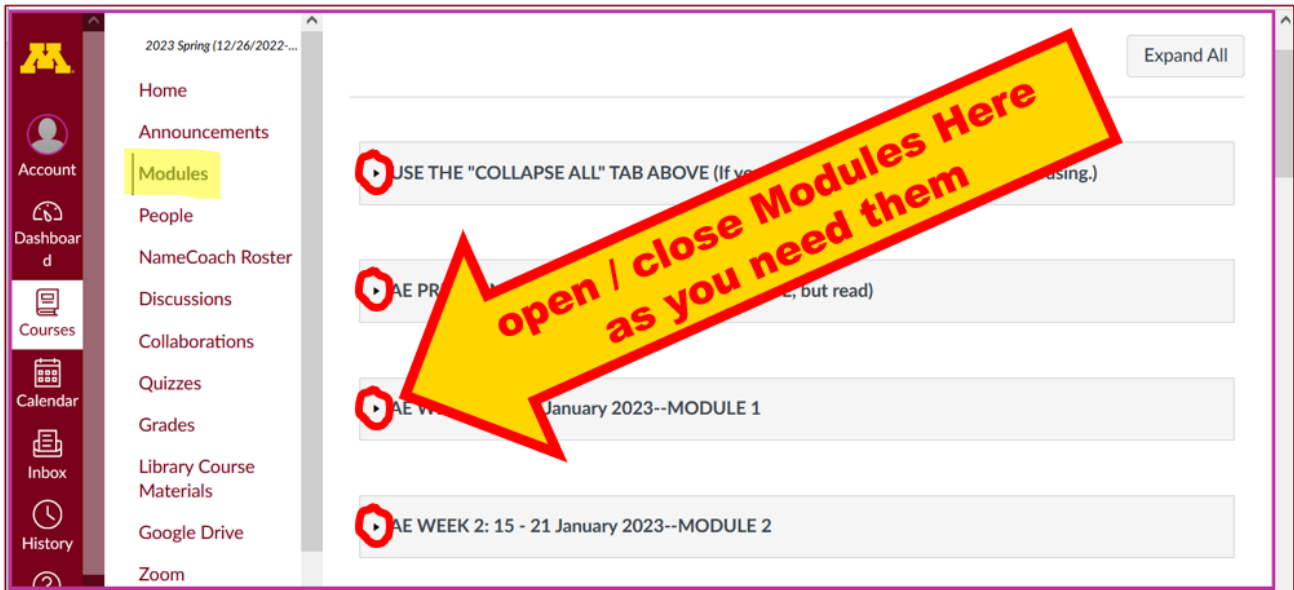 M
Account
Dashboar
d
Courses
Calendar
Inbox
History
2023 Spring (12/26/2022-...
Home
Announcements
Modules
People
NameCoach Roster
Discussions
Collaborations
Quizzes
Grades
Library Course
Materials
Google Drive
Zoom
Expand All
USE THE "COLLAPSE ALL" TAB ABOVE (If
using.)
AE
but read)
AE
January 2023--MODULE 1
AE WEEK 2: 15 - 21 January 2023--MODULE 2
open / close Modules Here
as you need them